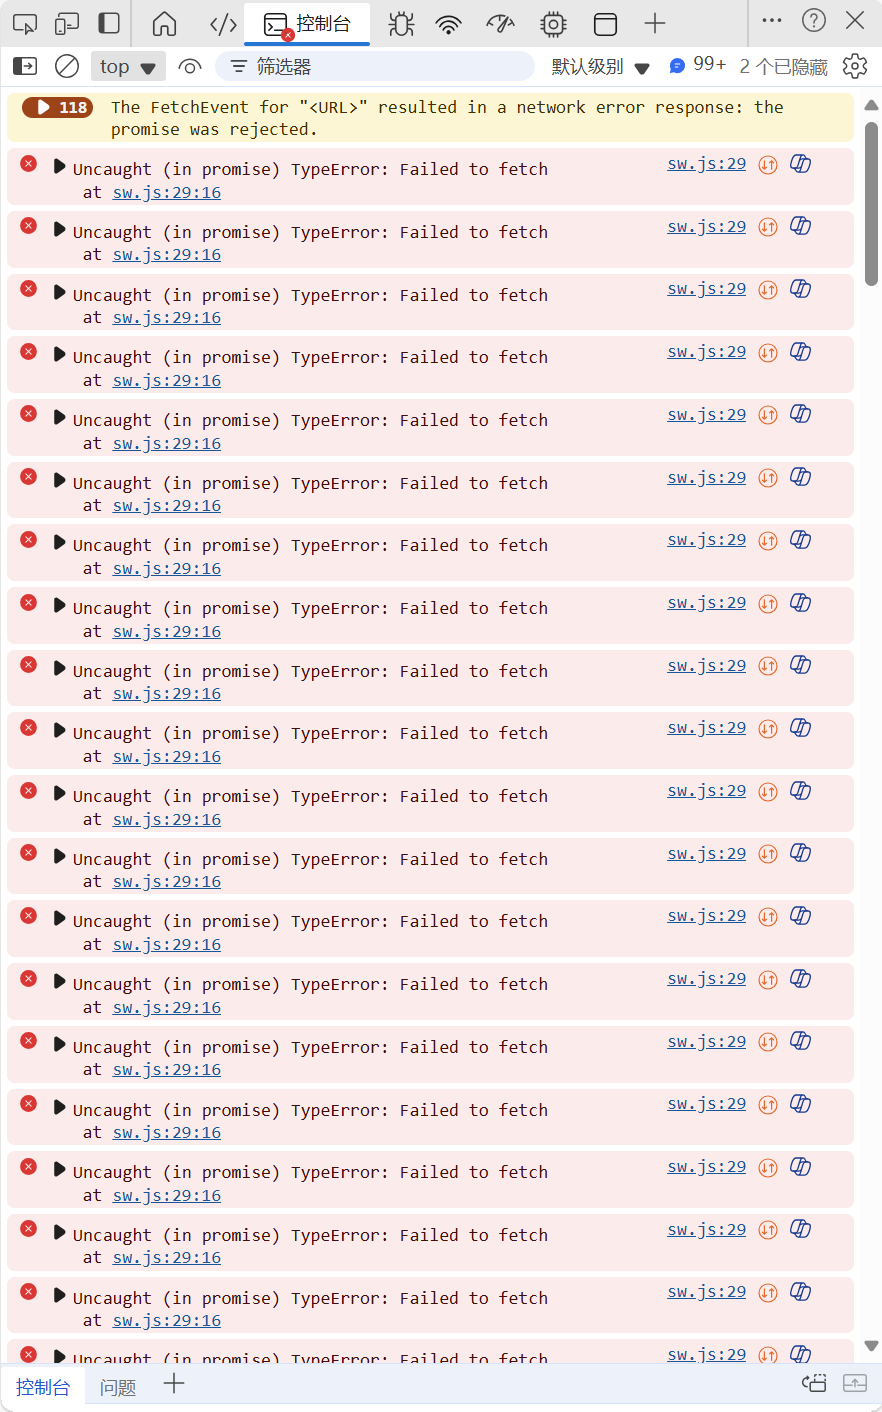 控制台
top
筛选器
默认级别
99+
2 个已隐藏
118
The FetchEvent for "<URL>" resulted in a network error response: the
promise was rejected.
Uncaught (in promise) TypeError: Failed to fetch sw.js:29
at sw.js:29:16
Uncaught (in promise) TypeError: Failed to fetch sw.js:29
at sw.js:29:16
Uncaught (in promise) TypeError: Failed to fetch sw.js:29
at sw.js:29:16
Uncaught (in promise) TypeError: Failed to fetch sw.js:29
at sw.js:29:16
Uncaught (in promise) TypeError: Failed to fetch sw.js:29
at sw.js:29:16
Uncaught (in promise) TypeError: Failed to fetch sw.js:29
at sw.js:29:16
Uncaught (in promise) TypeError: Failed to fetch sw.js:29
at sw.js:29:16
Uncaught (in promise) TypeError: Failed to fetch sw.js:29
at sw.js:29:16
Uncaught (in promise) TypeError: Failed to fetch sw.js:29
at sw.js:29:16
Uncaught (in promise) TypeError: Failed to fetch sw.js:29
at sw.js:29:16
Uncaught (in promise) TypeError: Failed to fetch sw.js:29
at sw.js:29:16
Uncaught (in promise) TypeError: Failed to fetch sw.js:29
at sw.js:29:16
Uncaught (in promise) TypeError: Failed to fetch sw.js:29
at sw.js:29:16
Uncaught (in promise) TypeError: Failed to fetch sw.js:29
at sw.js:29:16
Uncaught (in promise) TypeError: Failed to fetch sw.js:29
at sw.js:29:16
Uncaught (in promise) TypeError: Failed to fetch sw.js:29
at sw.js:29:16
Uncaught (in promise) TypeError: Failed to fetch sw.js:29
at sw.js:29:16
Uncaught (in promise) TypeError: Failed to fetch sw.js:29
at sw.js:29:16
Uncaught (in promise) TypeError: Failed to fetch sw.js:29
at sw.js:29:16
Uncaught (in promise) TypeError: Failed to fetch sw.js:29
控制台
问题